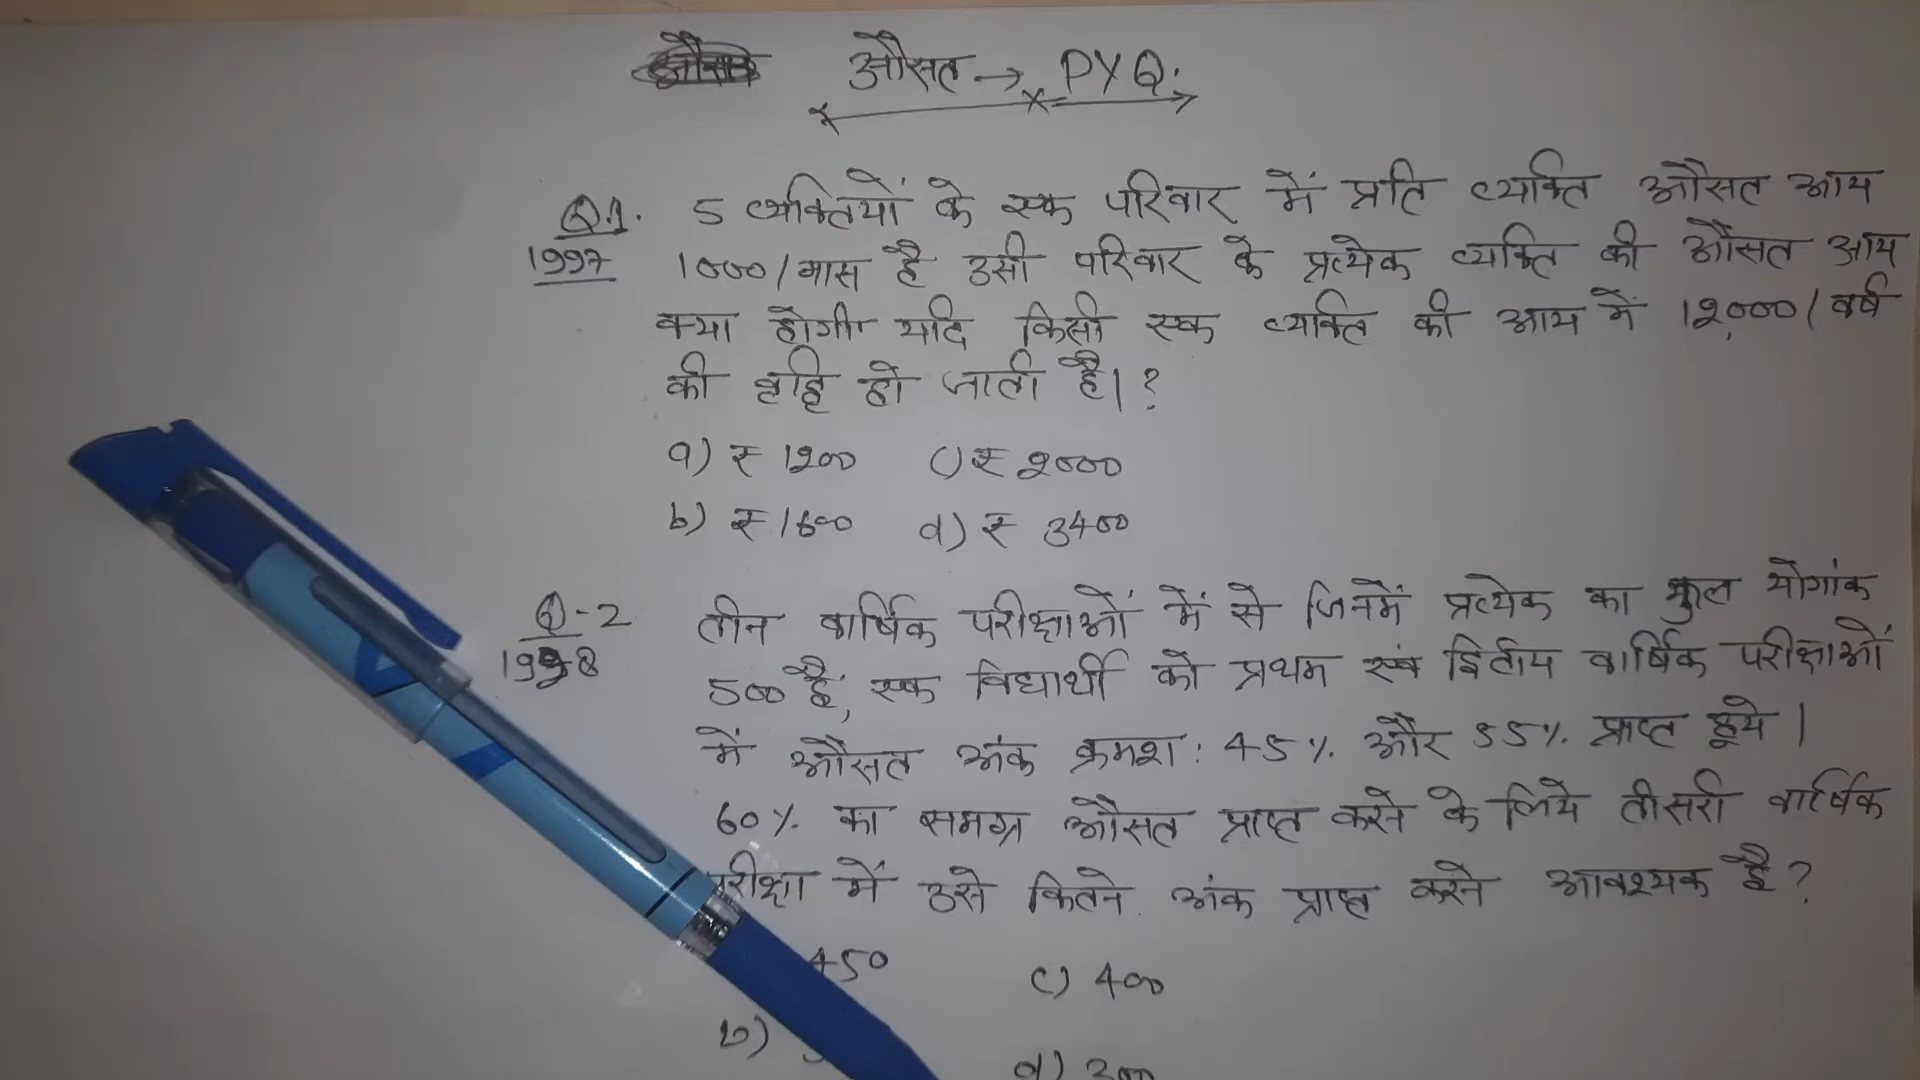 औसत → PYQ.
Q.1. 5 व्यक्तियों के एक परिवार में प्रति व्यक्ति औसत आय
1997 1000/मास है उसी परिवार के प्रत्येक व्यक्ति की औसत आय
क्या होगी यदि किसी एक व्यक्ति की आय में 12,000/वर्ष
की वृद्धि हो जाती है।?
a) ₹ 1200 c) ₹ 2000
b) ₹ 1600 d) ₹ 3400
Q-2 तीन वार्षिक परीक्षाओं में से जिनमें प्रत्येक का कुल योगांक
1998 500 है, एक विद्यार्थी को प्रथम एवं द्वितीय वार्षिक परीक्षाओं
में औसत अंक क्रमश: 45% और 55% प्राप्त हुये।
60% का समग्र औसत प्राप्त करने के लिये तीसरी वार्षिक
परीक्षा में उसे कितने अंक प्राप्त करने आवश्यक है?
450 c) 400
b)
d) 300